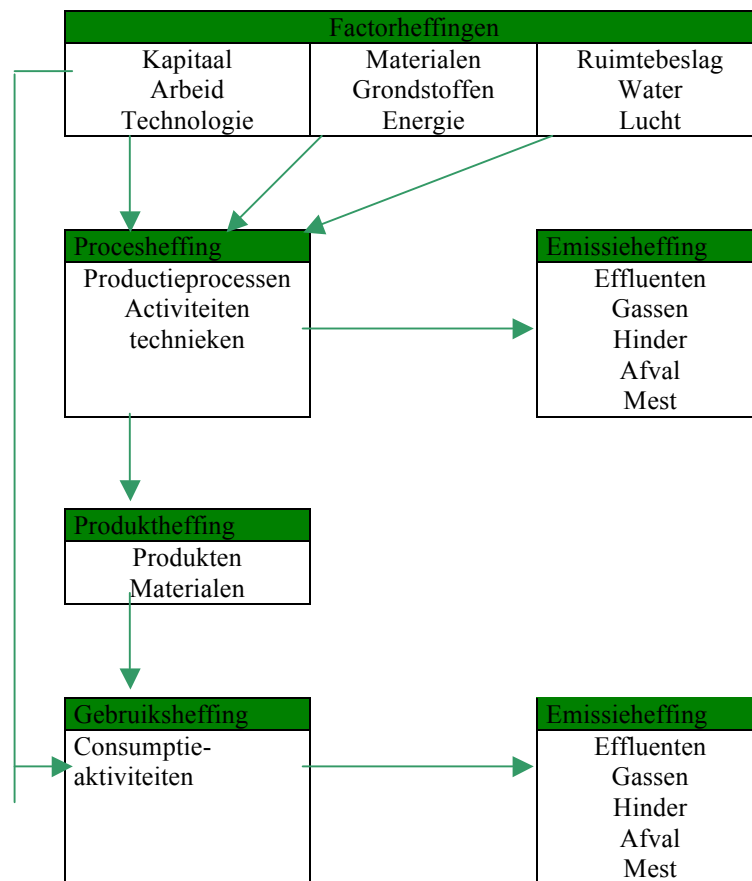 Factorheffingen
Kapitaal
Arbeid
Technologie
Materialen
Grondstoffen
Energie
Ruimtebeslag
Water
Lucht
Procesheffing
Productieprocessen
Activiteiten
technieken
Emissieheffing
Effluenten
Gassen
Hinder
Afval
Mest
Produktheffing
Produkten
Materialen
Gebruiksheffing
Consumptie-
aktiviteiten
Emissieheffing
Effluenten
Gassen
Hinder
Afval
Mest